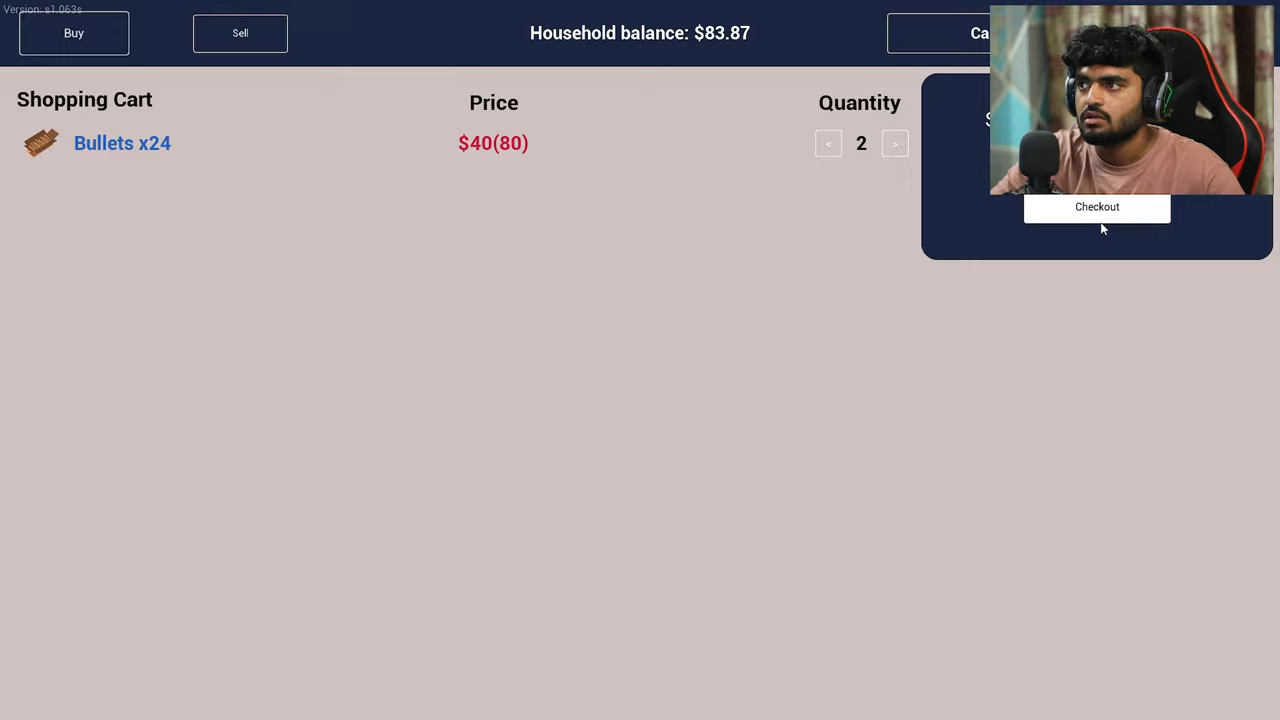 Version: s1.063s
Buy
Sell
Household balance: $83.87
Ca
Shopping Cart
Price
Quantity
Bullets x24
$40(80)
<
2
>
Checkout